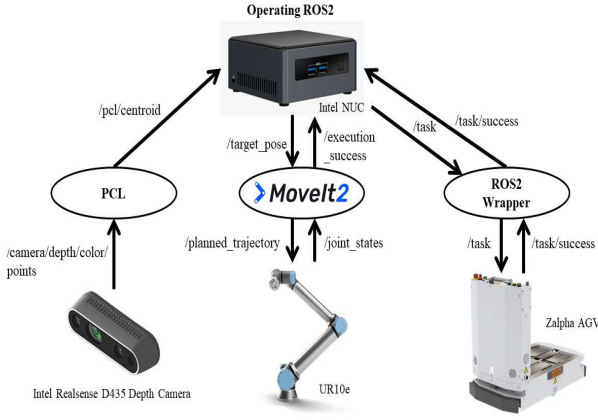 Operating ROS2
Intel NUC
/pcl/centroid
/target_pose
/execution
_success
/task
/task/success
PCL
MoveIt2
ROS2
Wrapper
/camera/depth/color/
points
/planned_trajectory
/joint_states
/task
/task/success
Intel Realsense D435 Depth Camera
UR10e
Zalpha AGV